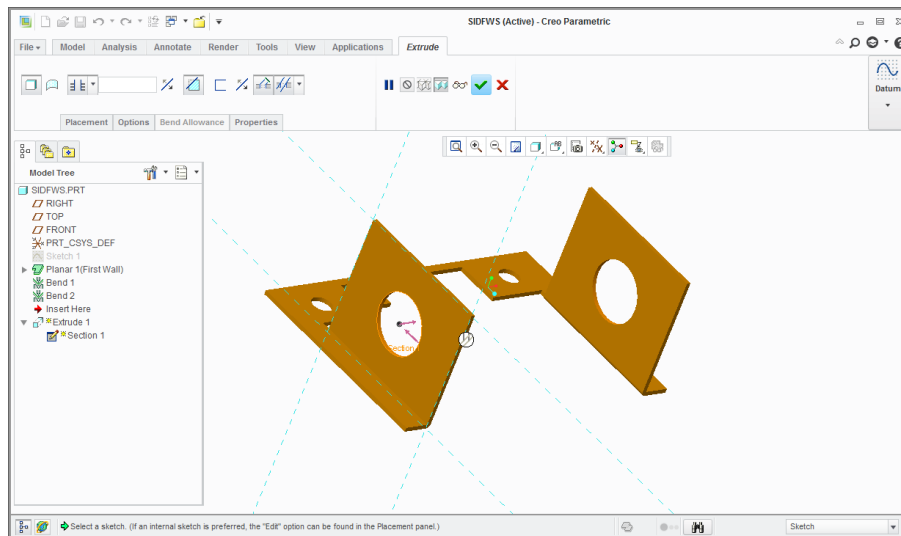 SIDFWS (Active) - Creo Parametric
File Model Analysis Annotate Render Tools View Applications Extrude
Datum
Placement Options Bend Allowance Properties
Model Tree
SIDFWS.PRT
RIGHT
TOP
FRONT
PRT_CSYS_DEF
Sketch 1
Planar 1(First Wall)
Bend 1
Bend 2
Insert Here
Extrude 1
Section 1
Section
Select a sketch. (If an internal sketch is preferred, the "Edit" option can be found in the Placement panel.)
Sketch